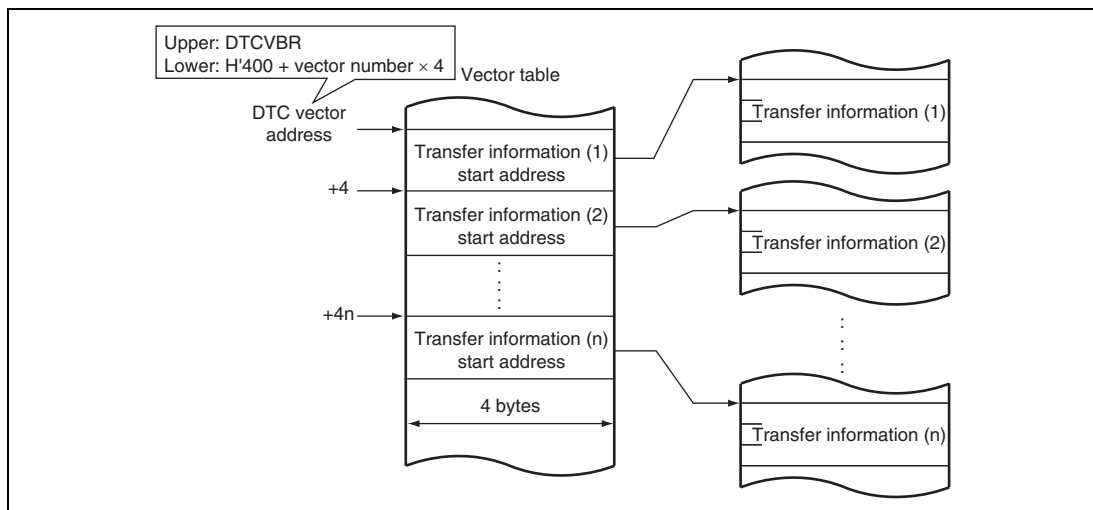 Upper: DTCVBR
Lower: H'400 + vector number × 4
Vector table
DTC vector
address
Transfer information (1)
start address
+4
Transfer information (2)
start address
+4n
Transfer information (n)
start address
4 bytes
Transfer information (1)
Transfer information (2)
Transfer information (n)